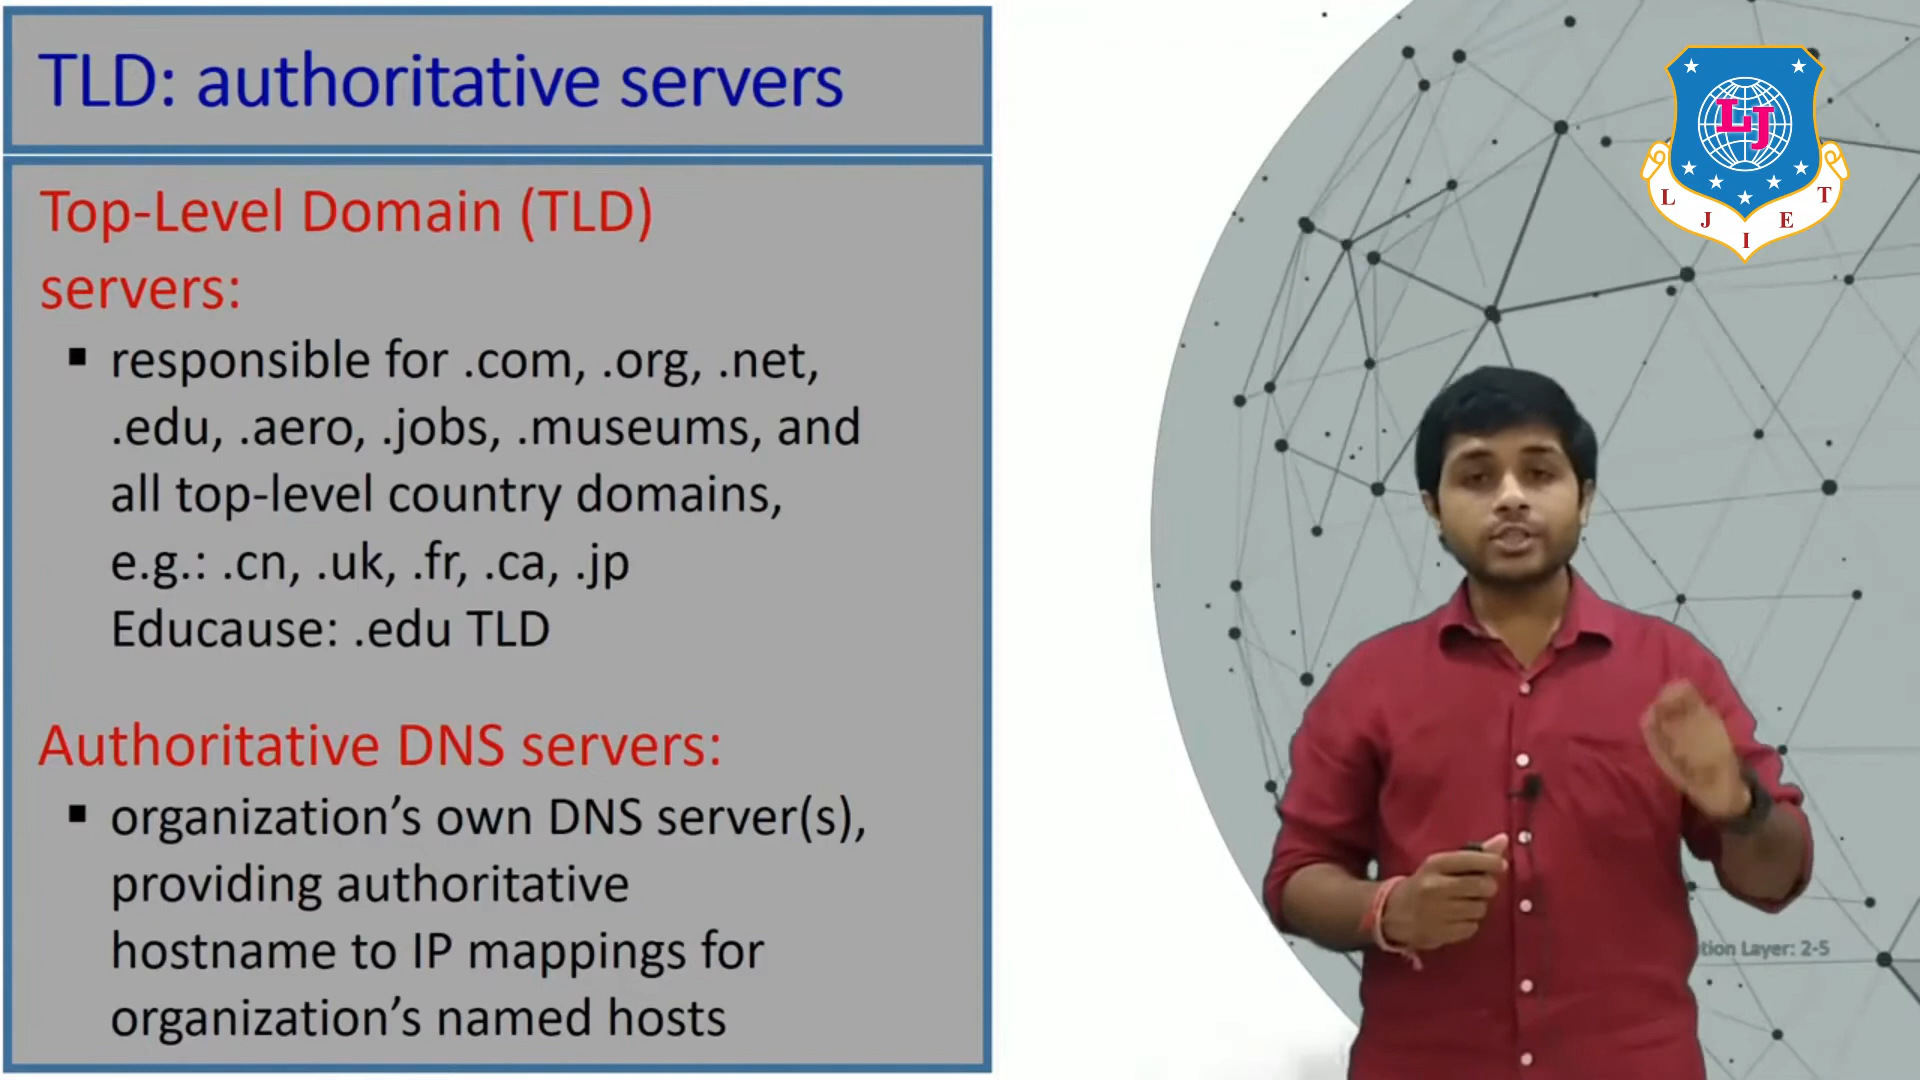 TLD: authoritative servers
Top-Level Domain (TLD)
servers:
▪ responsible for .com, .org, .net,
.edu, .aero, .jobs, .museums, and
all top-level country domains,
e.g.: .cn, .uk, .fr, .ca, .jp
Educause: .edu TLD
Authoritative DNS servers:
▪ organization’s own DNS server(s),
providing authoritative
hostname to IP mappings for
organization’s named hosts
LJ
L J I E T
Layer: 2-5